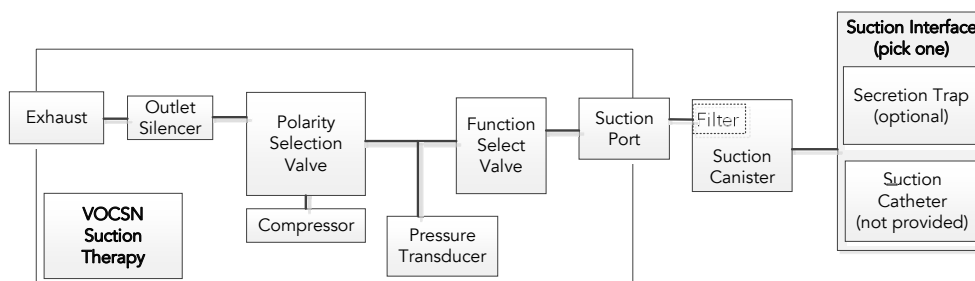 Suction Interface
(pick one)
Exhaust
Outlet
Silencer
Polarity
Selection
Valve
Function
Select
Valve
Suction
Port
Filter
Suction
Canister
Secretion Trap
(optional)
Suction
Catheter
(not provided)
VOCSN
Suction
Therapy
Compressor
Pressure
Transducer